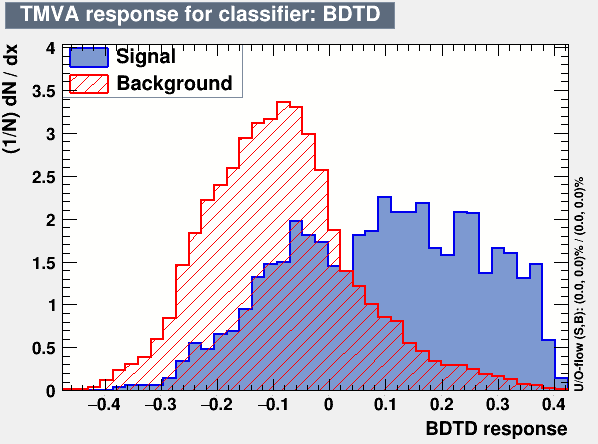 TMVA response for classifier: BDTD
Signal
Background
(1/N) dN / dx
4
3.5
3
2.5
2
1.5
1
0.5
0
−0.4 −0.3 −0.2 −0.1 0 0.1 0.2 0.3 0.4
BDTD response
U/O-flow (S,B): (0.0, 0.0)% / (0.0, 0.0)%